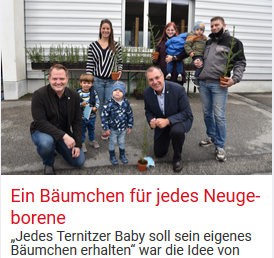 Ein Bäumchen für jedes Neuge-
borene
„Jedes Ternitzer Baby soll sein eigenes
Bäumchen erhalten“ war die Idee von